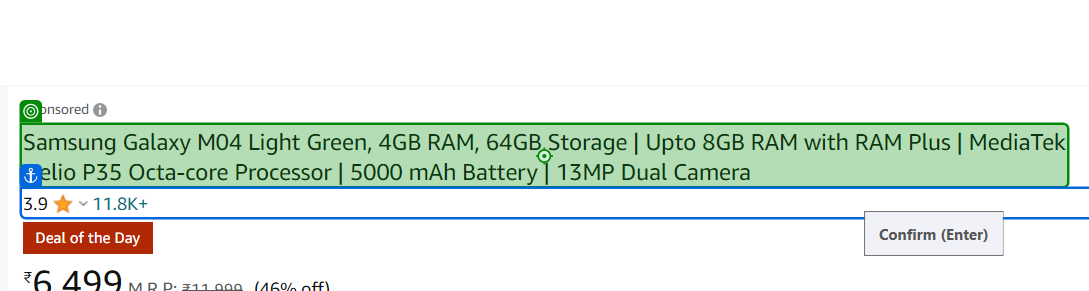 onsored
Samsung Galaxy M04 Light Green, 4GB RAM, 64GB Storage | Upto 8GB RAM with RAM Plus | MediaTek
elio P35 Octa-core Processor | 5000 mAh Battery | 13MP Dual Camera
3.9 11.8K+
Confirm (Enter)
Deal of the Day
₹6,499 M.R.P: ₹11,999 (46% off)